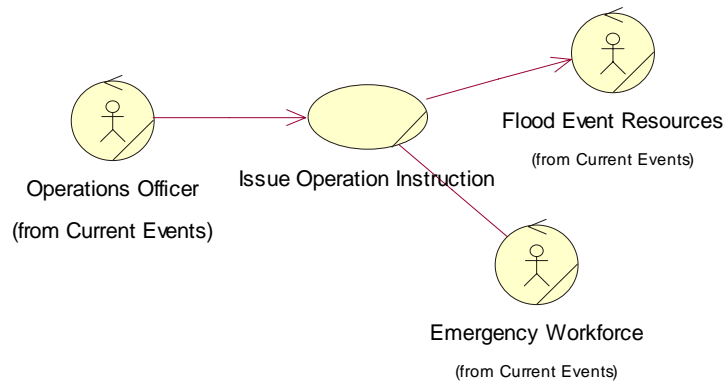 Flood Event Resources
(from Current Events)
Operations Officer
(from Current Events)
Issue Operation Instruction
Emergency Workforce
(from Current Events)